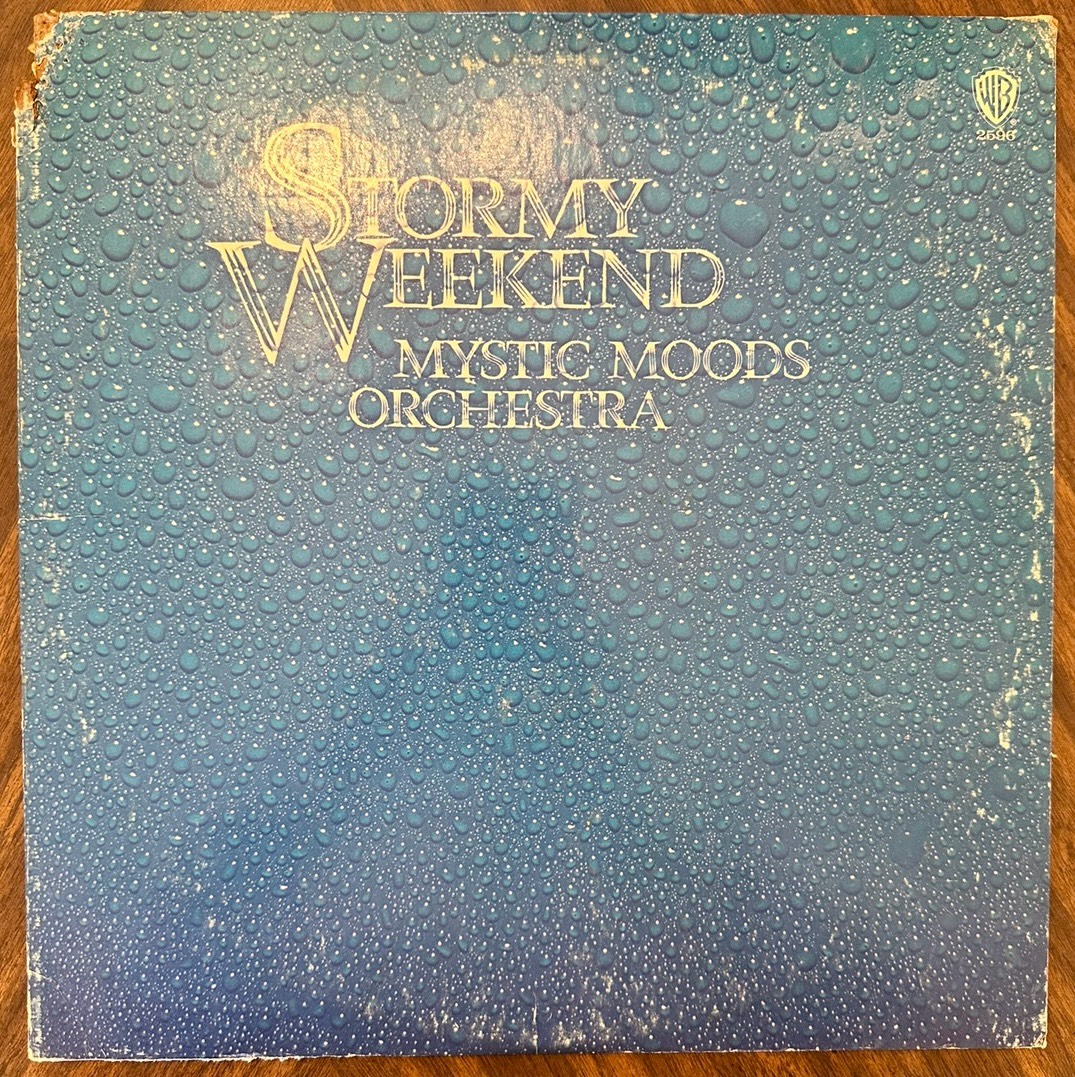 WB
2596
STORMY
WEEKEND
MYSTIC MOODS
ORCHESTRA